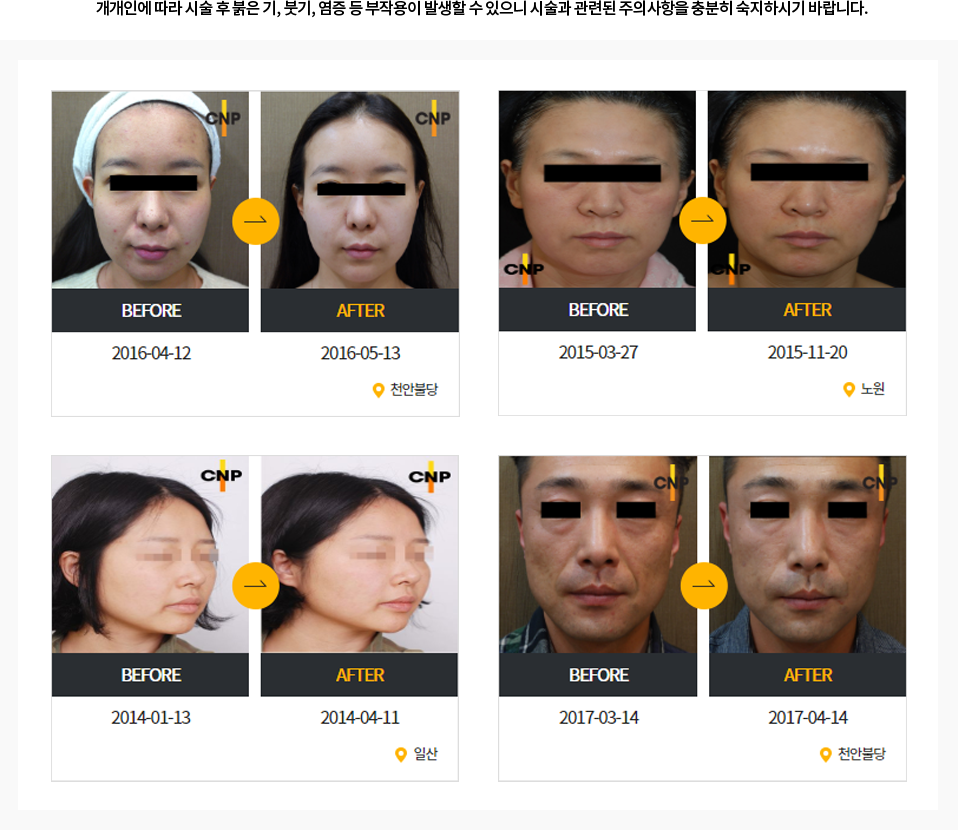 개개인에 따라 시술 후 붉은 기, 붓기, 염증 등 부작용이 발생할 수 있으니 시술과 관련된 주의사항을 충분히 숙지하시기 바랍니다.
CNP
CNP
BEFORE
AFTER
2016-04-12
2016-05-13
천안불당
CNP
CNP
BEFORE
AFTER
2015-03-27
2015-11-20
노원
CNP
CNP
BEFORE
AFTER
2014-01-13
2014-04-11
일산
CNP
CNP
BEFORE
AFTER
2017-03-14
2017-04-14
천안불당